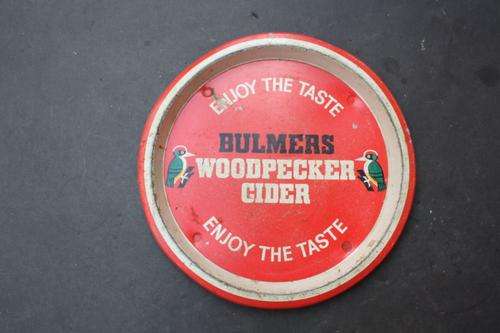 ENJOY THE TASTE
BULMERS
WOODPECKER
CIDER
ENJOY THE TASTE